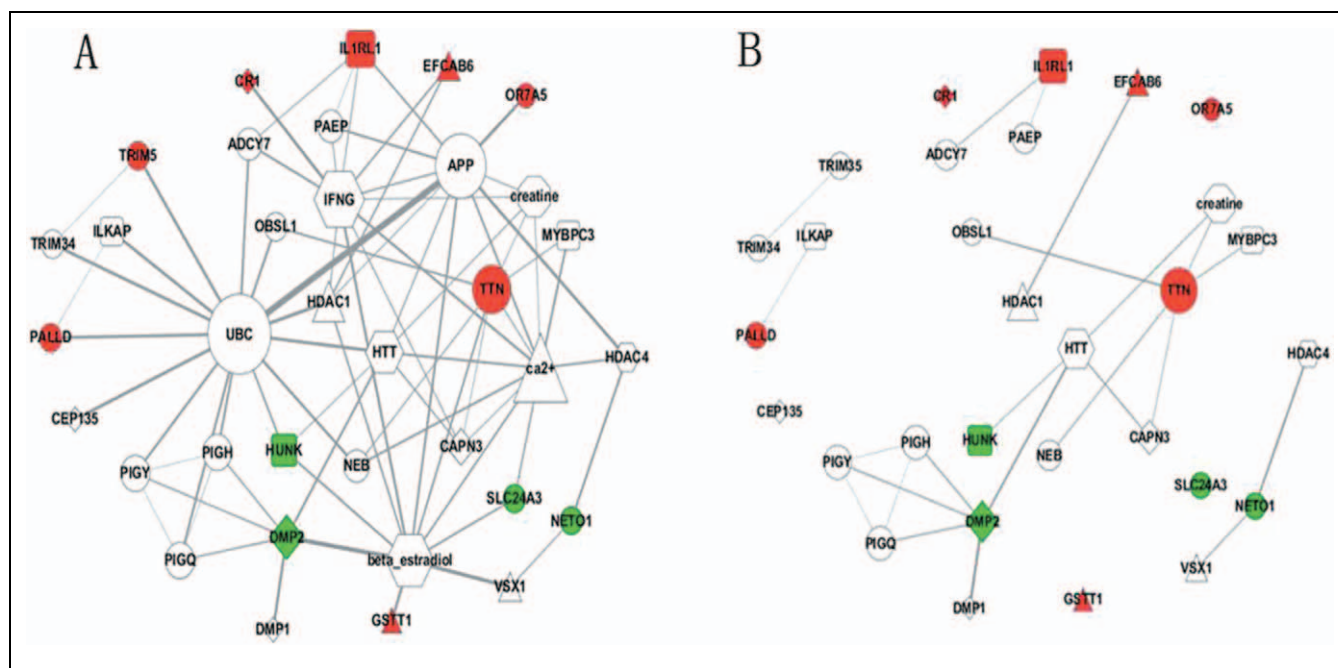 A
IL1RL1
EFCAB6
CR1
OR7A5
PAEP
ADCY7
APP
TRIM5
IFNG
creatine
ILKAP
OBSL1
MYBPC3
TRIM34
TTN
HDAC1
UBC
PALLD
HTT
ca2+
HDAC4
CEP135
PIGH
HUNK
CAPN3
NEB
PIGY
SLC24A3
NETO1
DMP2
PIGQ
beta_estradiol
VSX1
GSTT1
DMP1
B
IL1RL1
EFCAB6
CR1
OR7A5
PAEP
ADCY7
TRIM35
creatine
OBSL1
MYBPC3
ILKAP
TRIM34
TTN
HDAC1
PALLD
HTT
HDAC4
CEP135
PIGH
HUNK
CAPN3
NEB
PIGY
SLC24A3
NETO1
DMP2
PIGQ
VSX1
GSTT1
DMP1